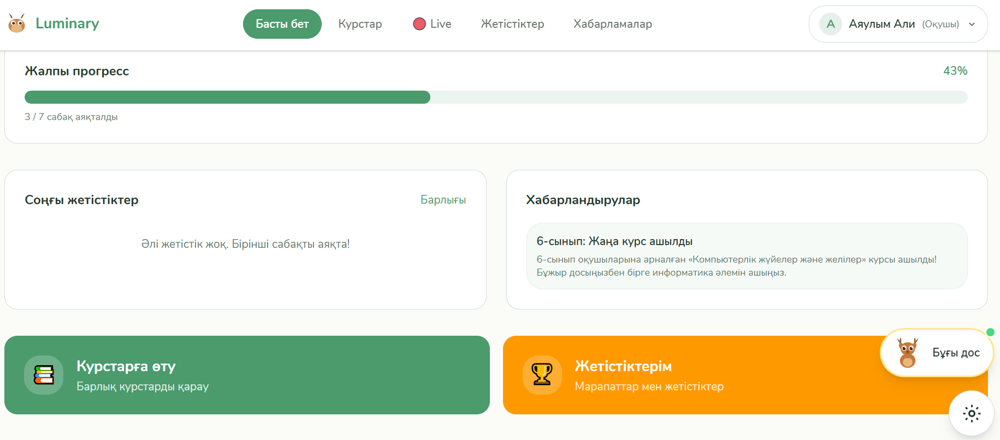 Luminary
Басты бет
Курстар
Live
Жетістіктер
Хабарламалар
А
Аяулым Али (Оқушы)
Жалпы прогресс
43%
3 / 7 сабақ аяқталды
Соңғы жетістіктер
Барлығы
Әлі жетістік жоқ. Бірінші сабақты аяқта!
Хабарландырулар
6-сынып: Жаңа курс ашылды
6-сынып оқушыларына арналған «Компьютерлік жүйелер және желілер» курсы ашылды!
Бұжыр досыңызбен бірге информатика әлемін ашыңыз.
Курстарға өту
Барлық курстарды қарау
Жетістіктерім
Марапаттар мен жетістіктер
Бұғы дос